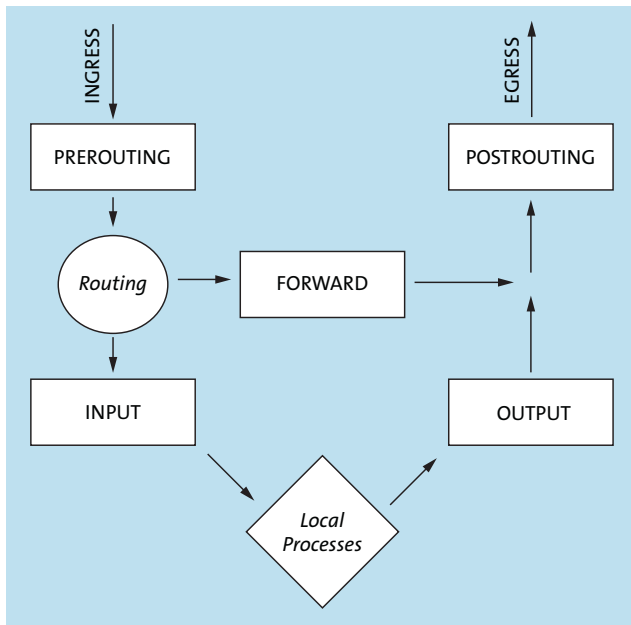 INGRESS
EGRESS
PREROUTING
POSTROUTING
Routing
FORWARD
INPUT
OUTPUT
Local
Processes